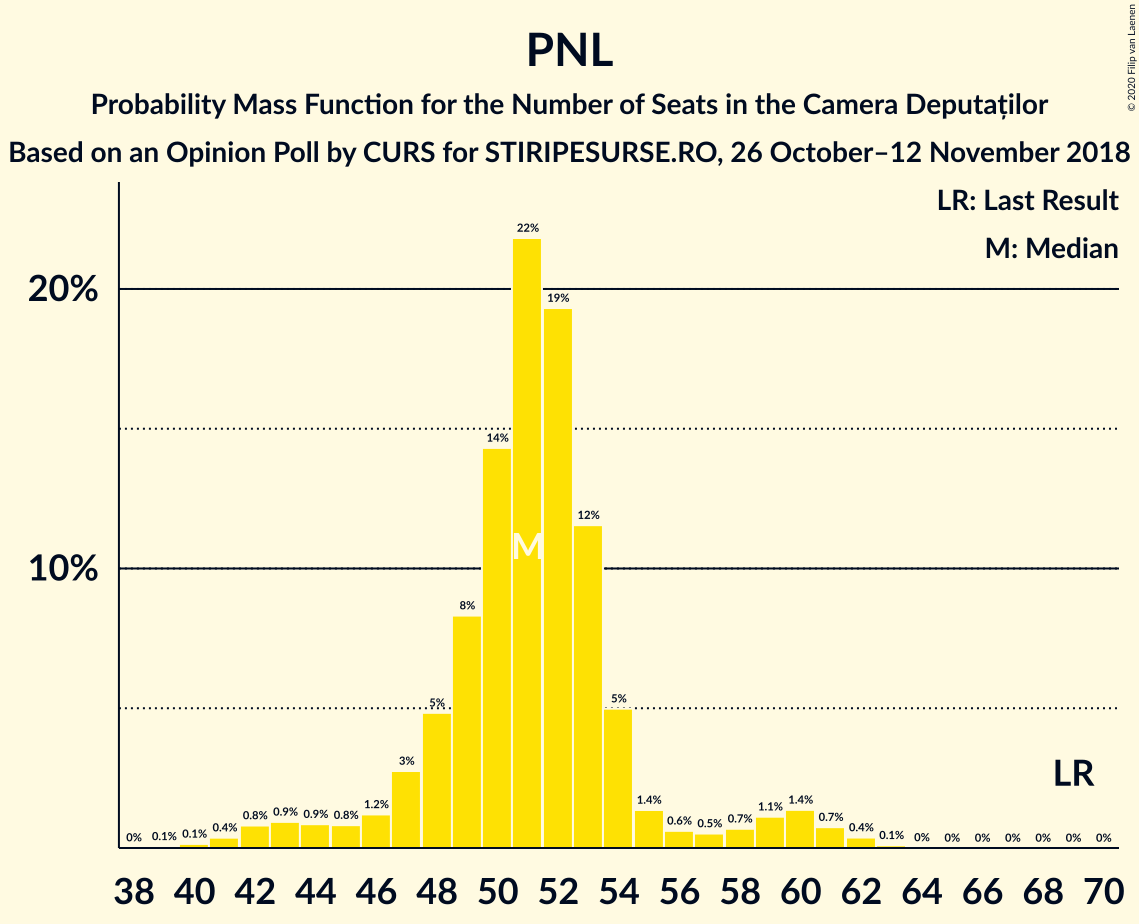 PNL
Probability Mass Function for the Number of Seats in the Camera Deputaților
Based on an Opinion Poll by CURS for STIRIPESURSE.RO, 26 October–12 November 2018
© 2020 Filip van Laenen
LR: Last Result
M: Median
20%
10%
0% 0.1% 0.1% 0.4% 0.8% 0.9% 0.9% 0.8% 1.2% 3% 5% 8% 14% 22% 19% 12% 5% 1.4% 0.6% 0.5% 0.7% 1.1% 1.4% 0.7% 0.4% 0.1% 0% 0% 0% 0% 0% 0% 0%
M
LR
38 40 42 44 46 48 50 52 54 56 58 60 62 64 66 68 70